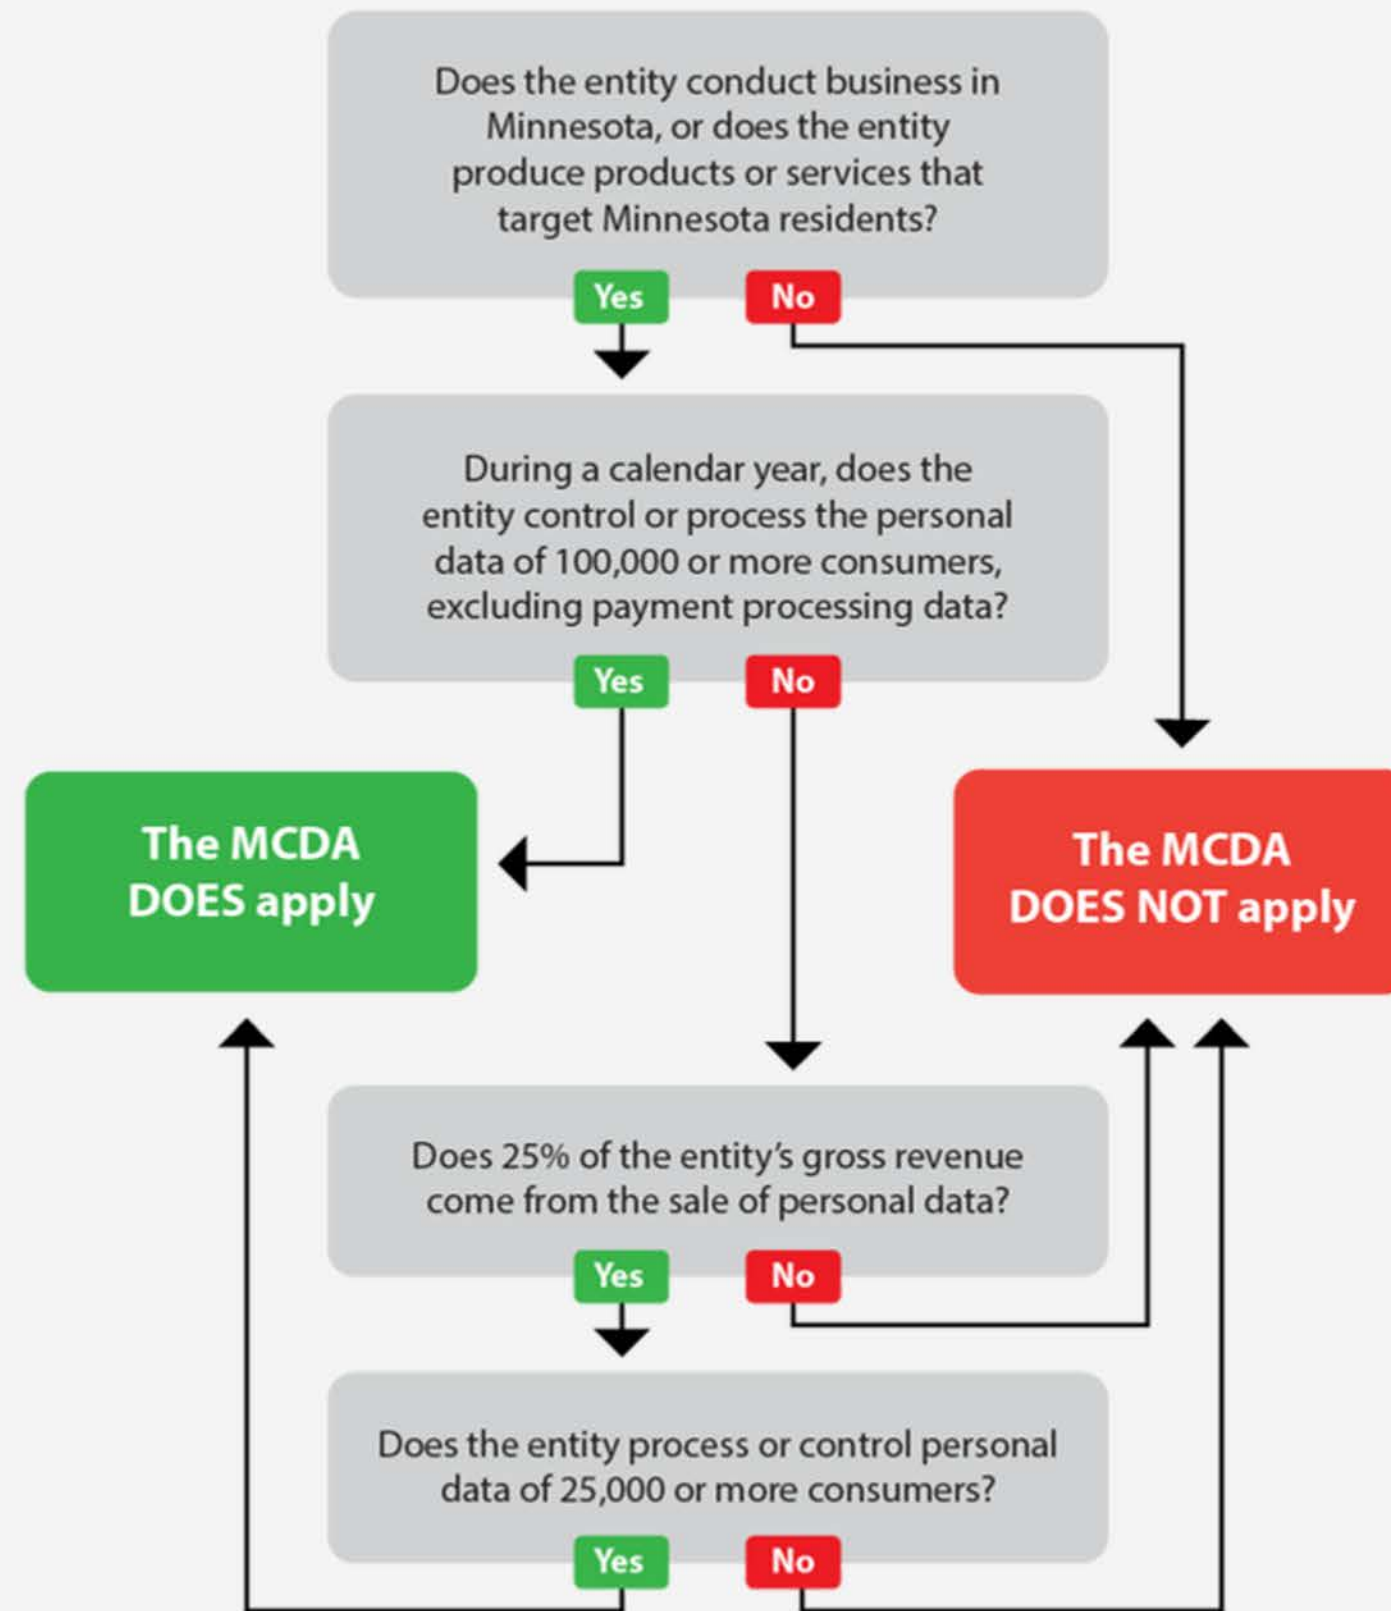 Does the entity conduct business in
Minnesota, or does the entity
produce products or services that
target Minnesota residents?
Yes
No
During a calendar year, does the
entity control or process the personal
data of 100,000 or more consumers,
excluding payment processing data?
Yes
No
The MCDA
DOES apply
The MCDA
DOES NOT apply
Does 25% of the entity’s gross revenue
come from the sale of personal data?
Yes
No
Does the entity process or control personal
data of 25,000 or more consumers?
Yes
No